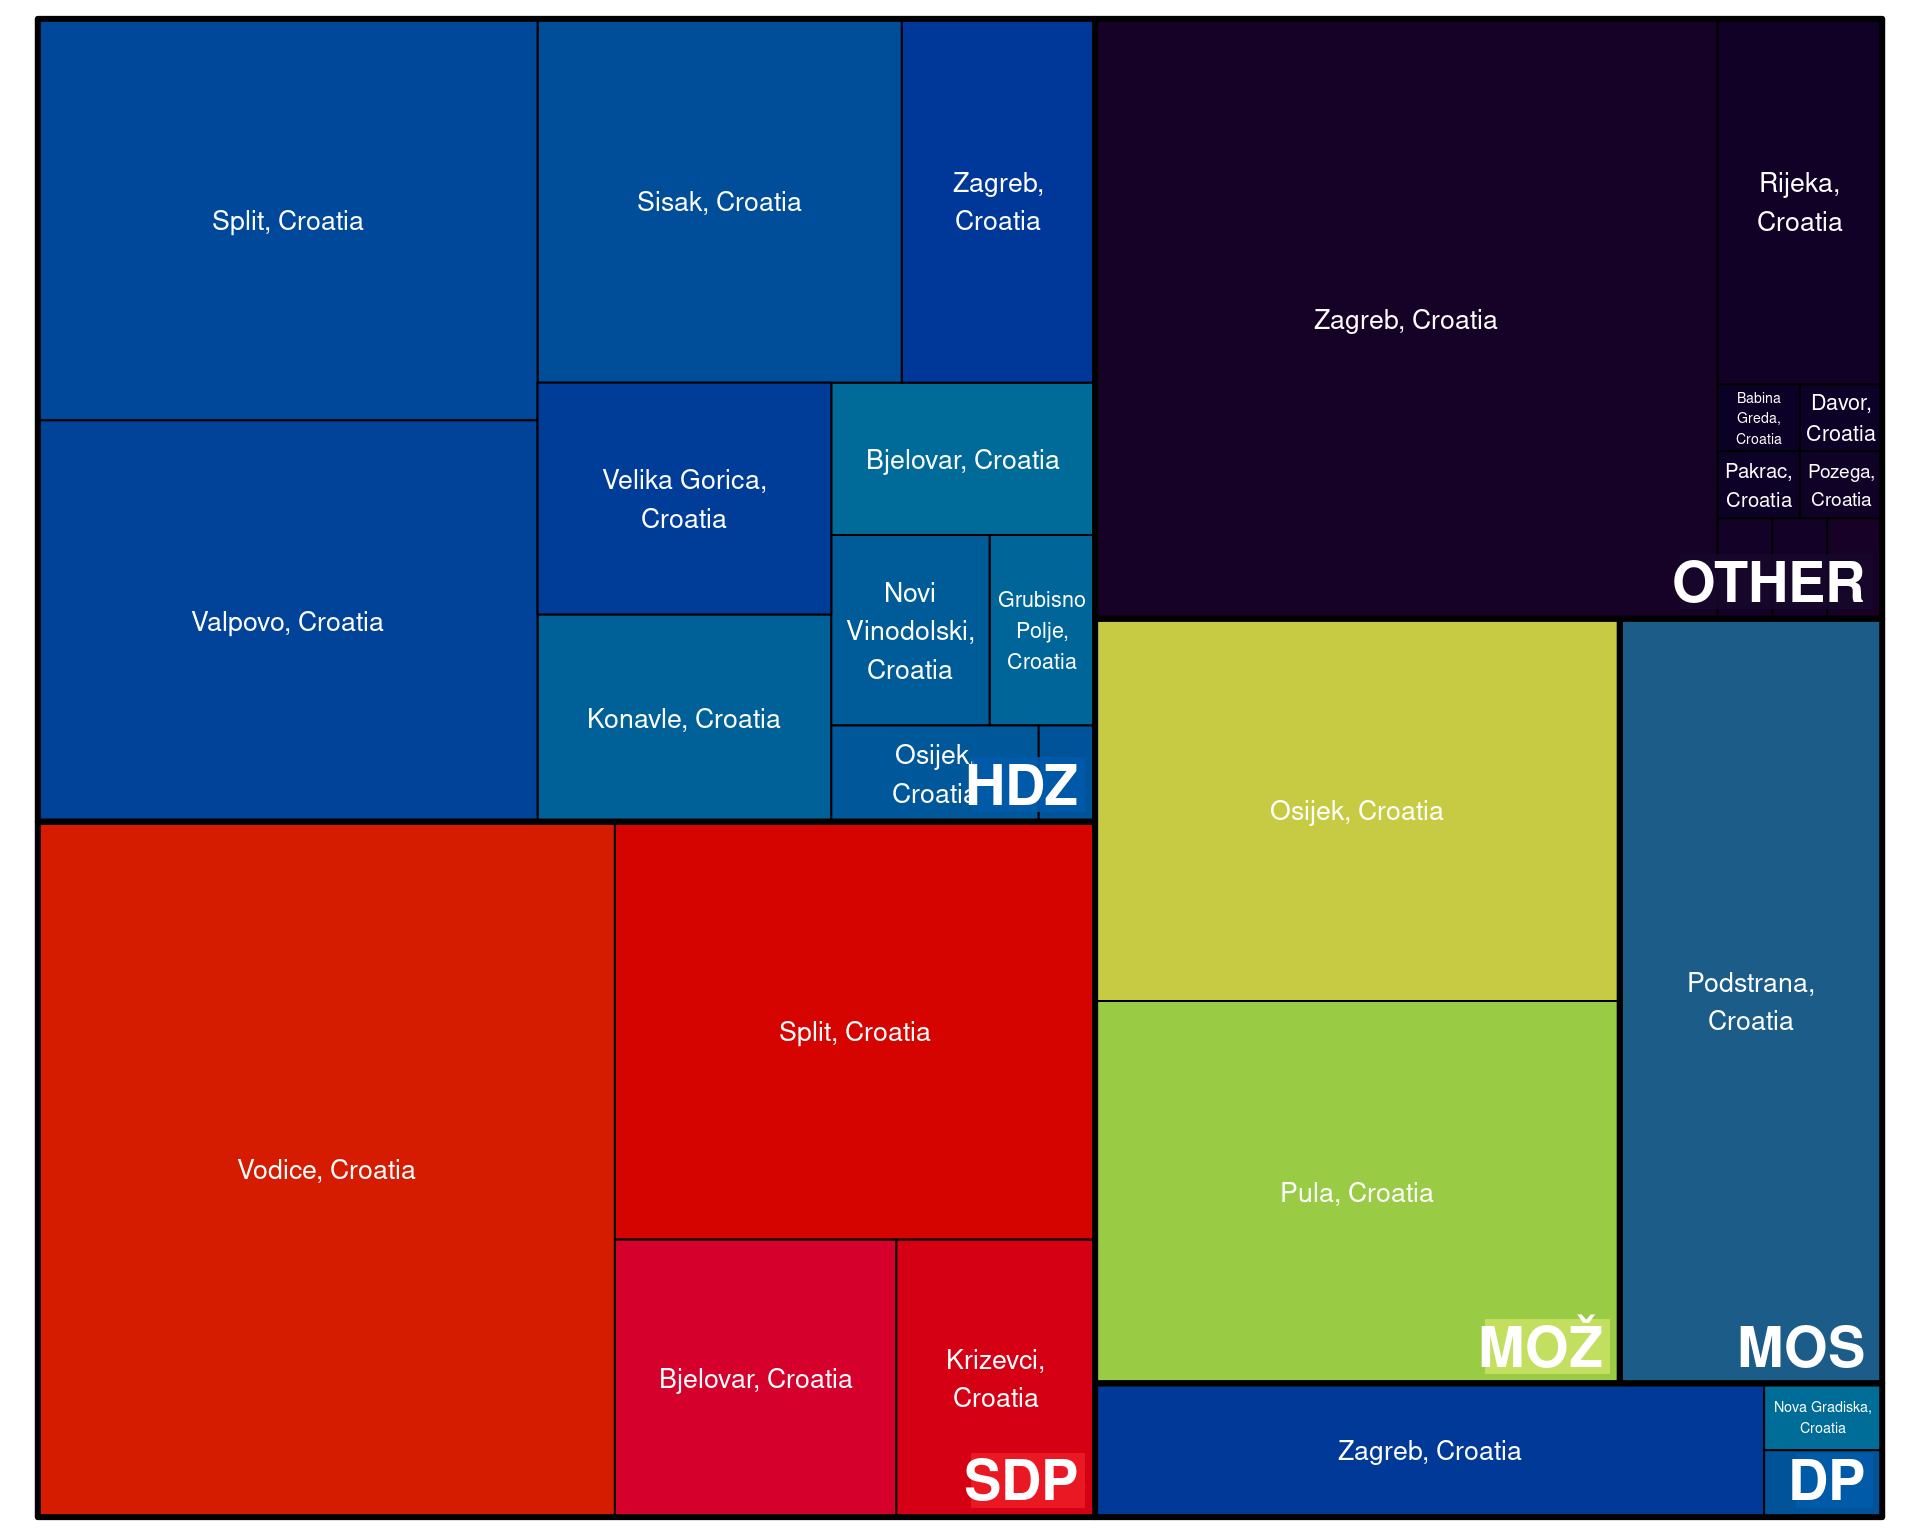 Split, Croatia
Valpovo, Croatia
Sisak, Croatia
Zagreb,
Croatia
Velika Gorica,
Croatia
Konavle, Croatia
Bjelovar, Croatia
Novi
Vinodolski,
Croatia
Grubisno
Polje,
Croatia
Osijek,
Croatia
HDZ
Vodice, Croatia
Split, Croatia
Bjelovar, Croatia
Krizevci,
Croatia
SDP
Zagreb, Croatia
Rijeka,
Croatia
Babina
Greda,
Croatia
Davor,
Croatia
Pakrac,
Croatia
Pozega,
Croatia
OTHER
Osijek, Croatia
Pula, Croatia
MOŽ
Podstrana,
Croatia
MOS
Zagreb, Croatia
Nova Gradiska,
Croatia
DP